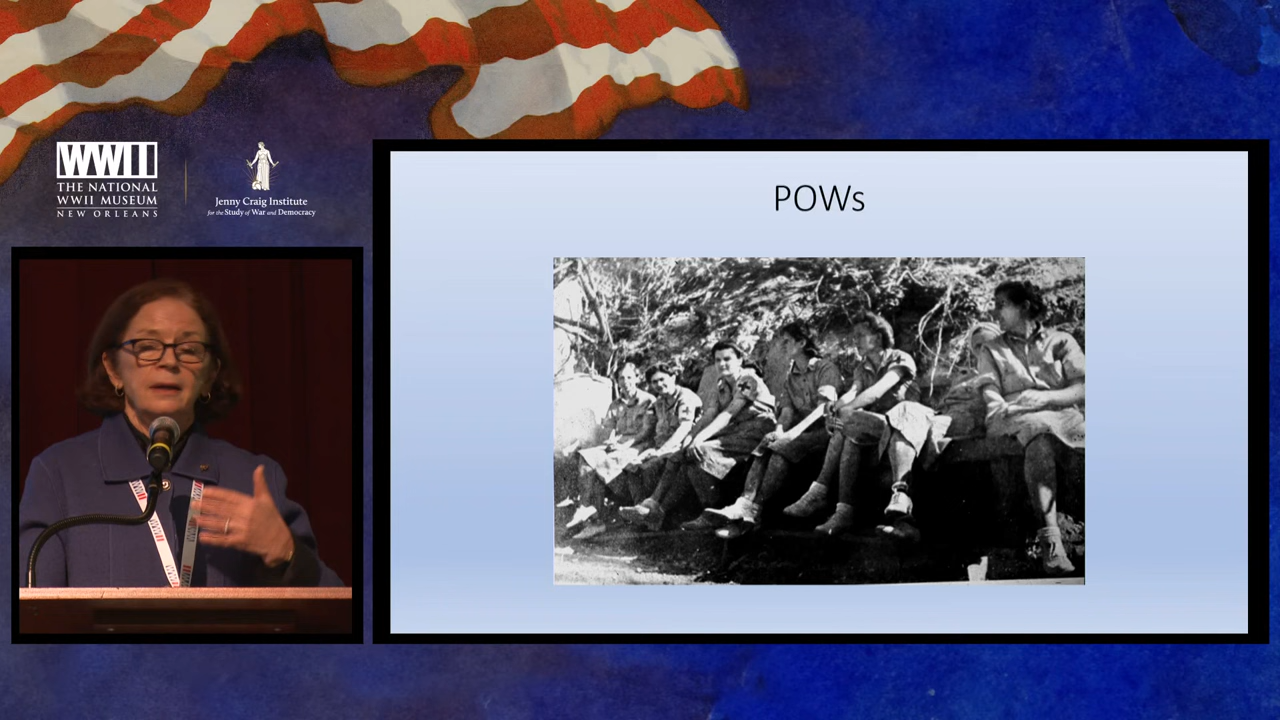 WWII
THE NATIONAL
WWII MUSEUM
NEW ORLEANS
Jenny Craig Institute
for the Study of War and Democracy
POWs